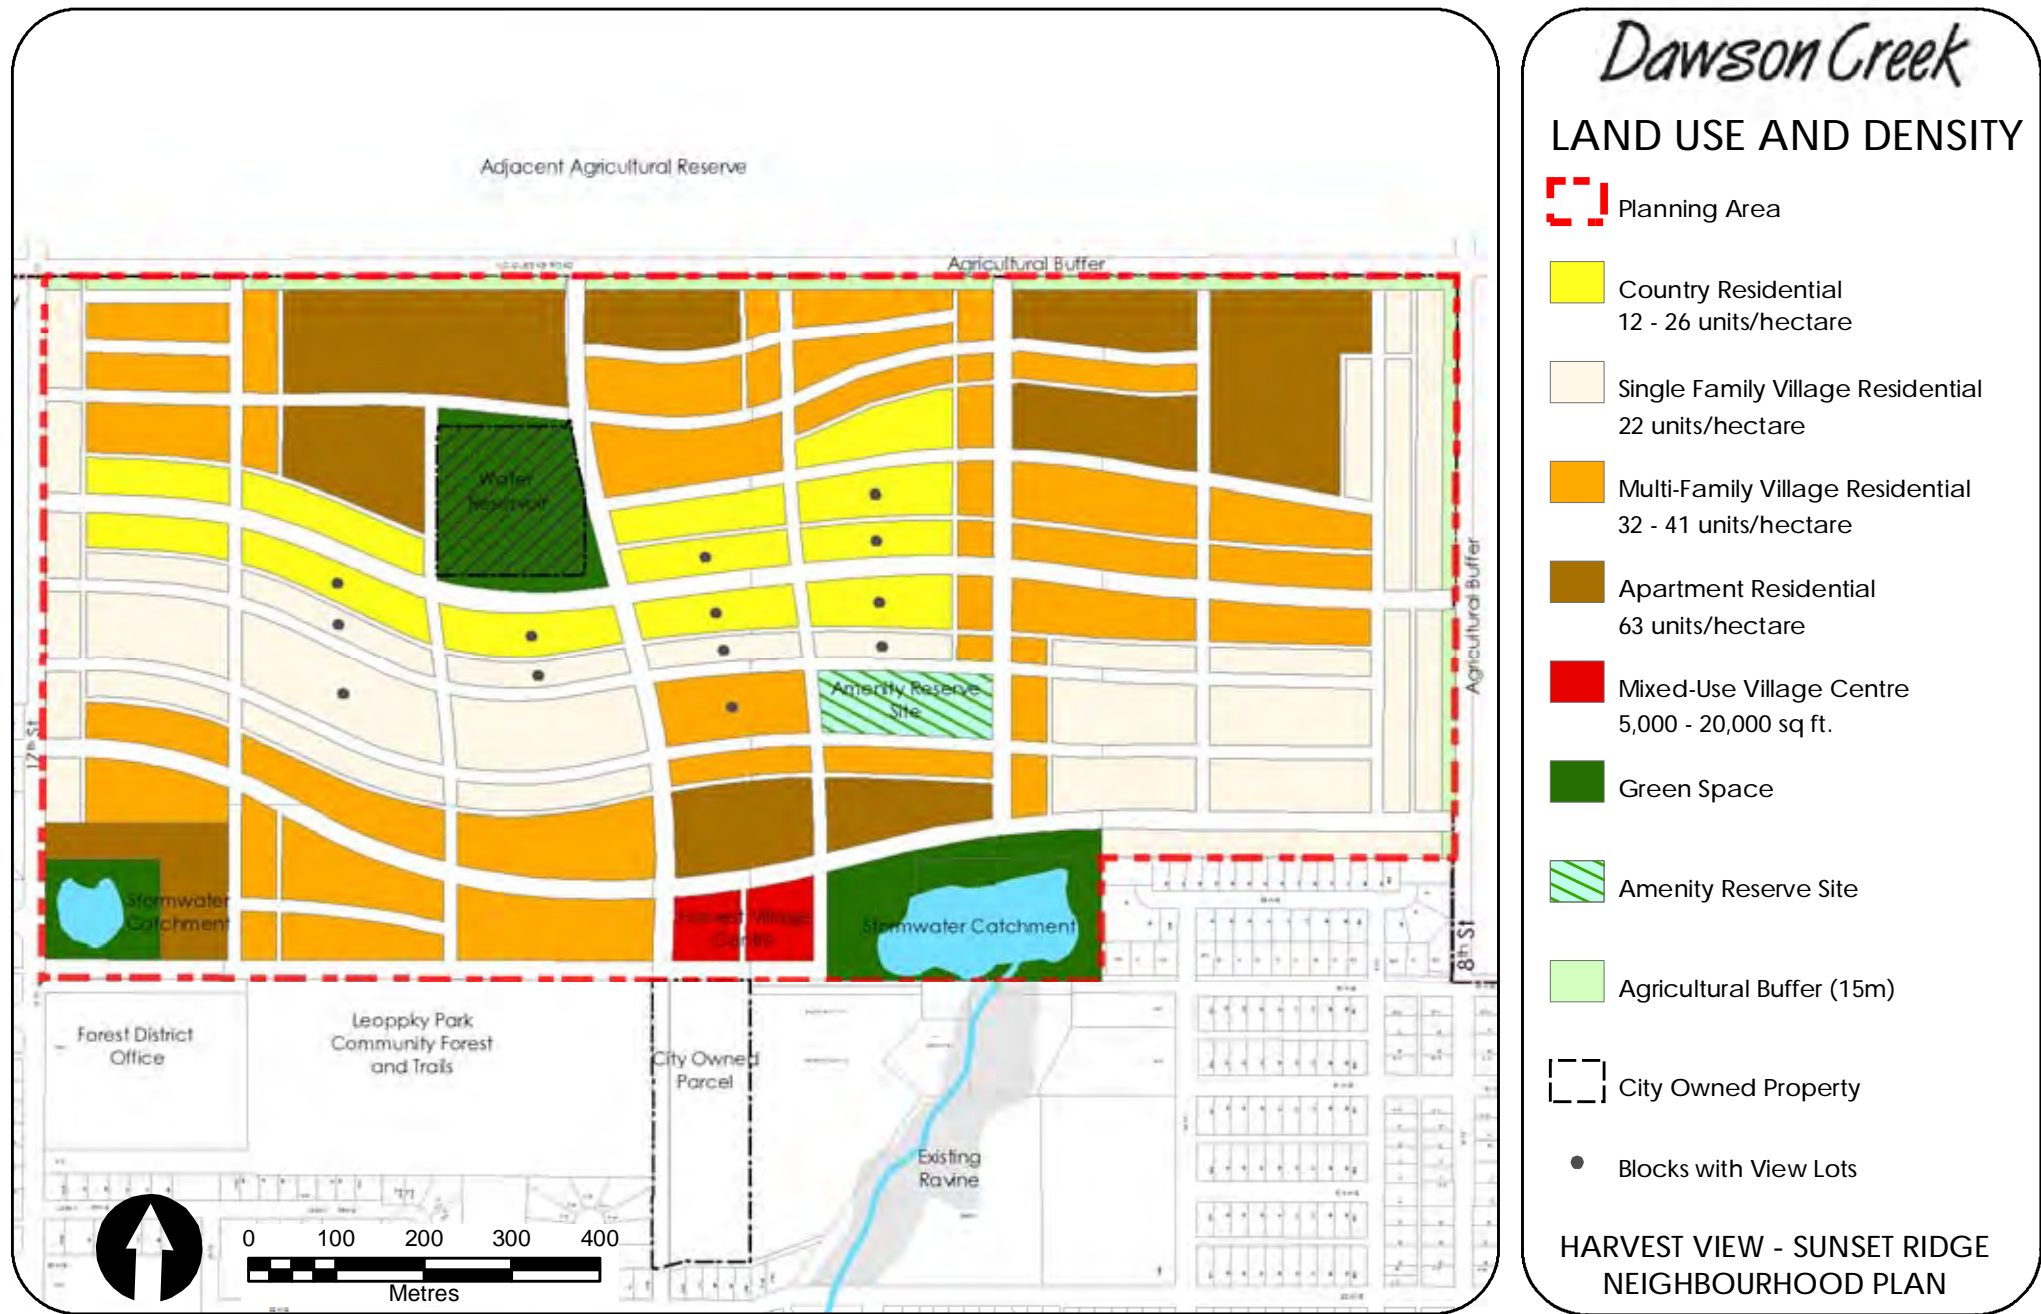 Adjacent Agricultural Reserve
Agricultural Buffer
Water
Reservoir
Amenity Reserve
Site
Agricultural Buffer
17th St
Stormwater
Catchment
Harvest Village
Centre
Stormwater Catchment
8th St
Forest District
Office
Leoppky Park
Community Forest
and Trails
City Owned
Parcel
Existing
Ravine
0 100 200 300 400
Metres
Dawson Creek
LAND USE AND DENSITY
Planning Area
Country Residential
12 - 26 units/hectare
Single Family Village Residential
22 units/hectare
Multi-Family Village Residential
32 - 41 units/hectare
Apartment Residential
63 units/hectare
Mixed-Use Village Centre
5,000 - 20,000 sq ft.
Green Space
Amenity Reserve Site
Agricultural Buffer (15m)
City Owned Property
Blocks with View Lots
HARVEST VIEW - SUNSET RIDGE
NEIGHBOURHOOD PLAN